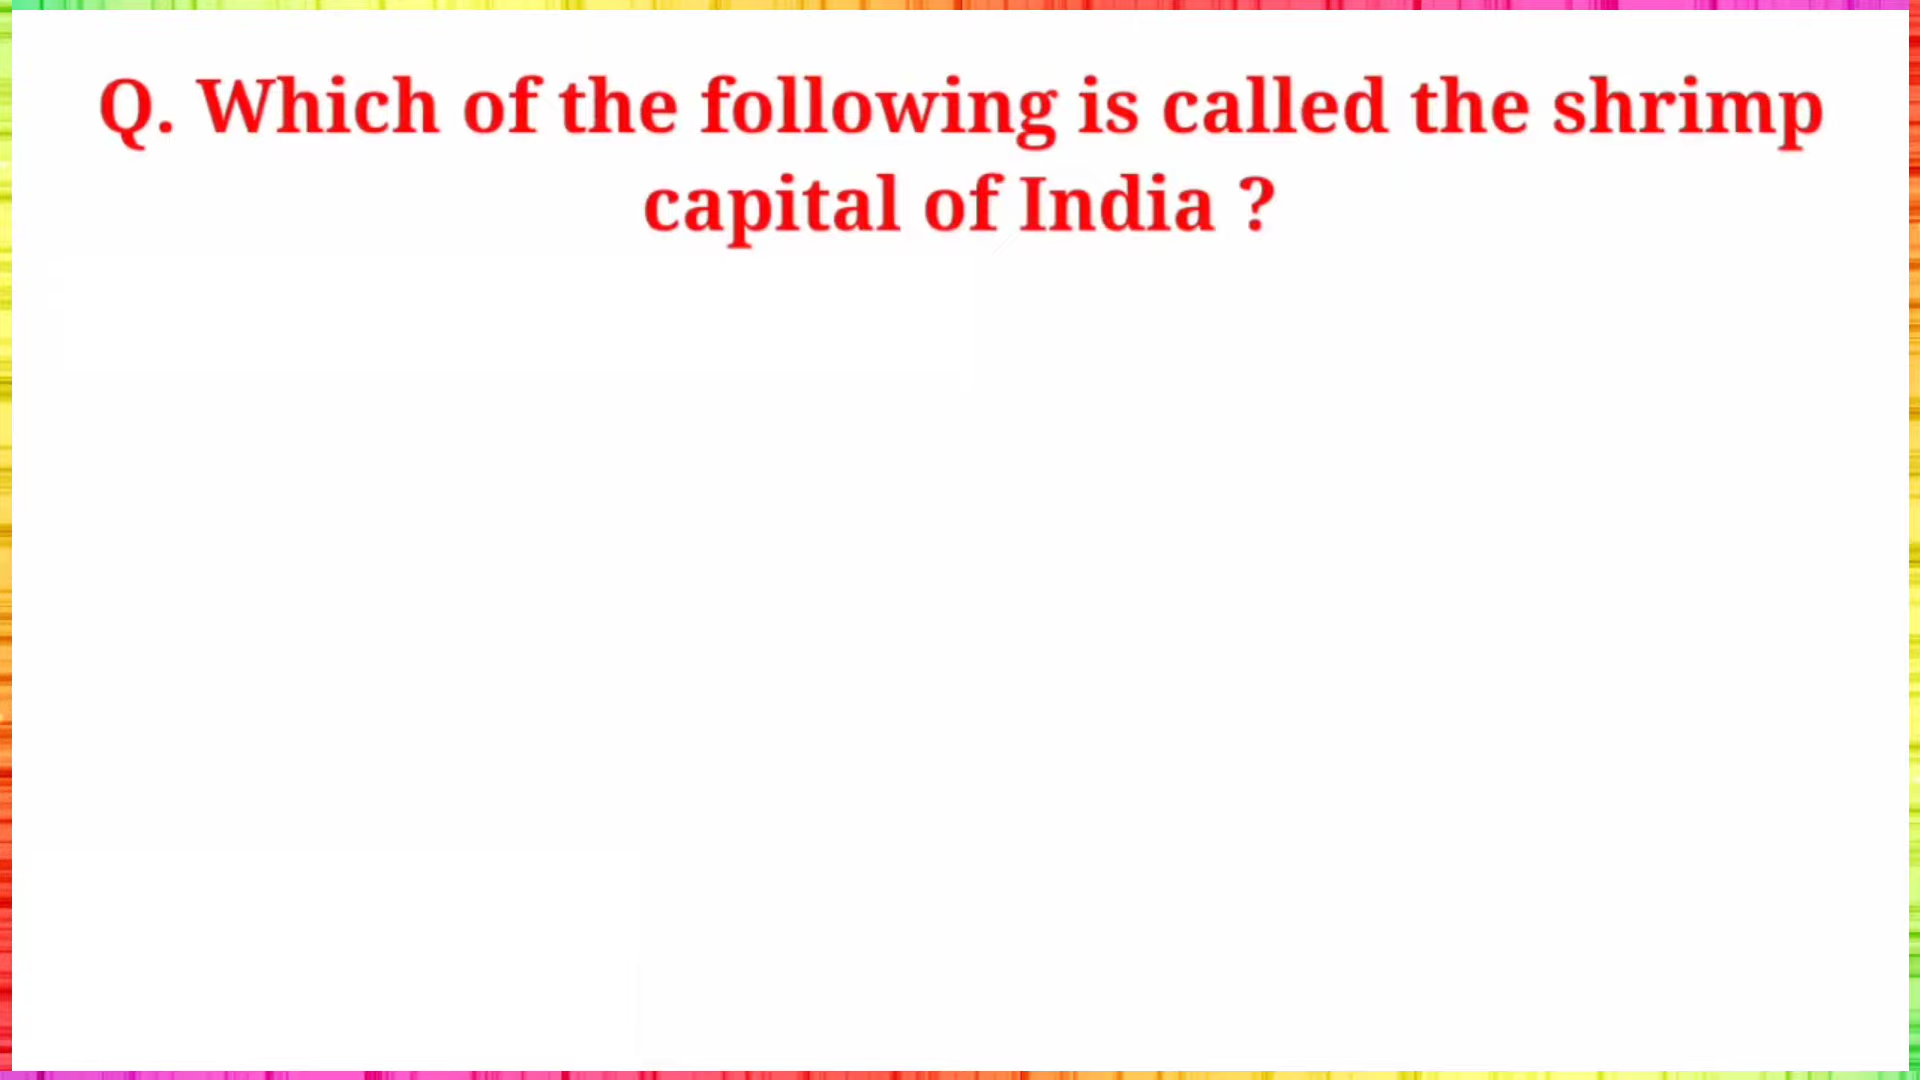 Q. Which of the following is called the shrimp
capital of India ?